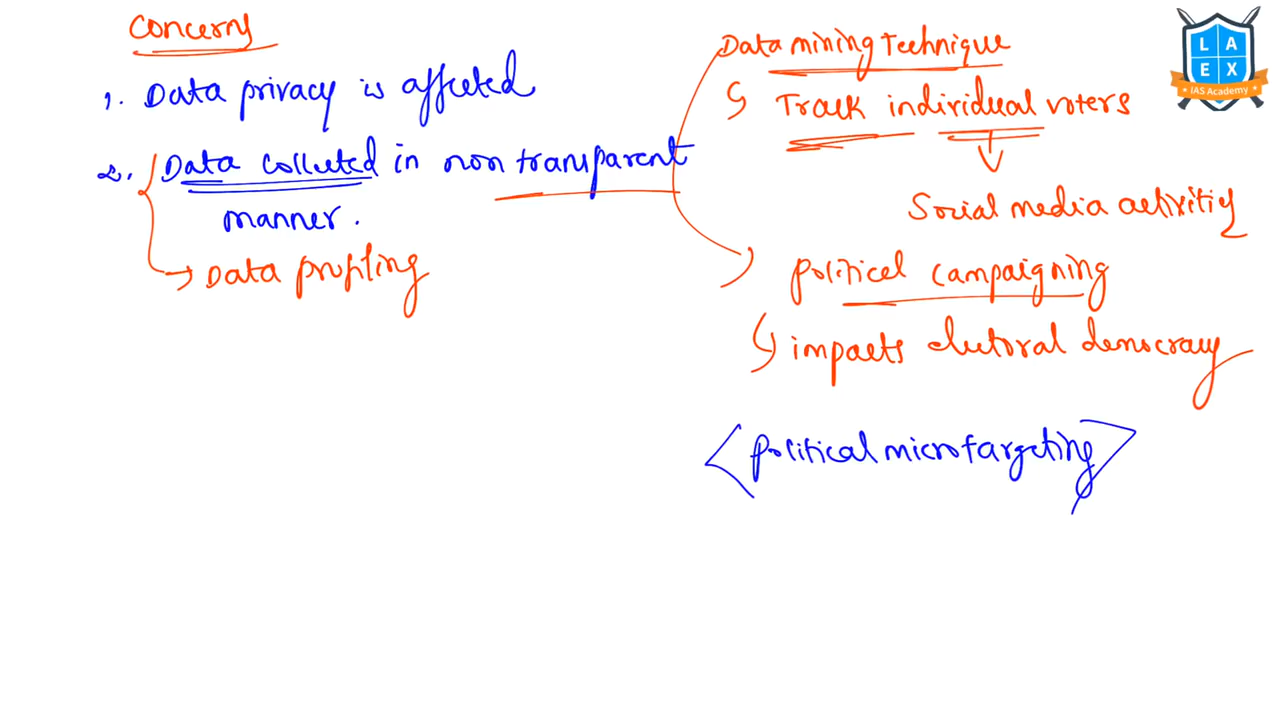 Concerns
1. Data privacy is affected
2. Data collected in non transparent
manner.
→ Data profiling
Data mining Technique
Track individual voters
Social media activities
political campaigning
impacts electoral democracy
<political microtargeting>
L A
E X
IAS Academy